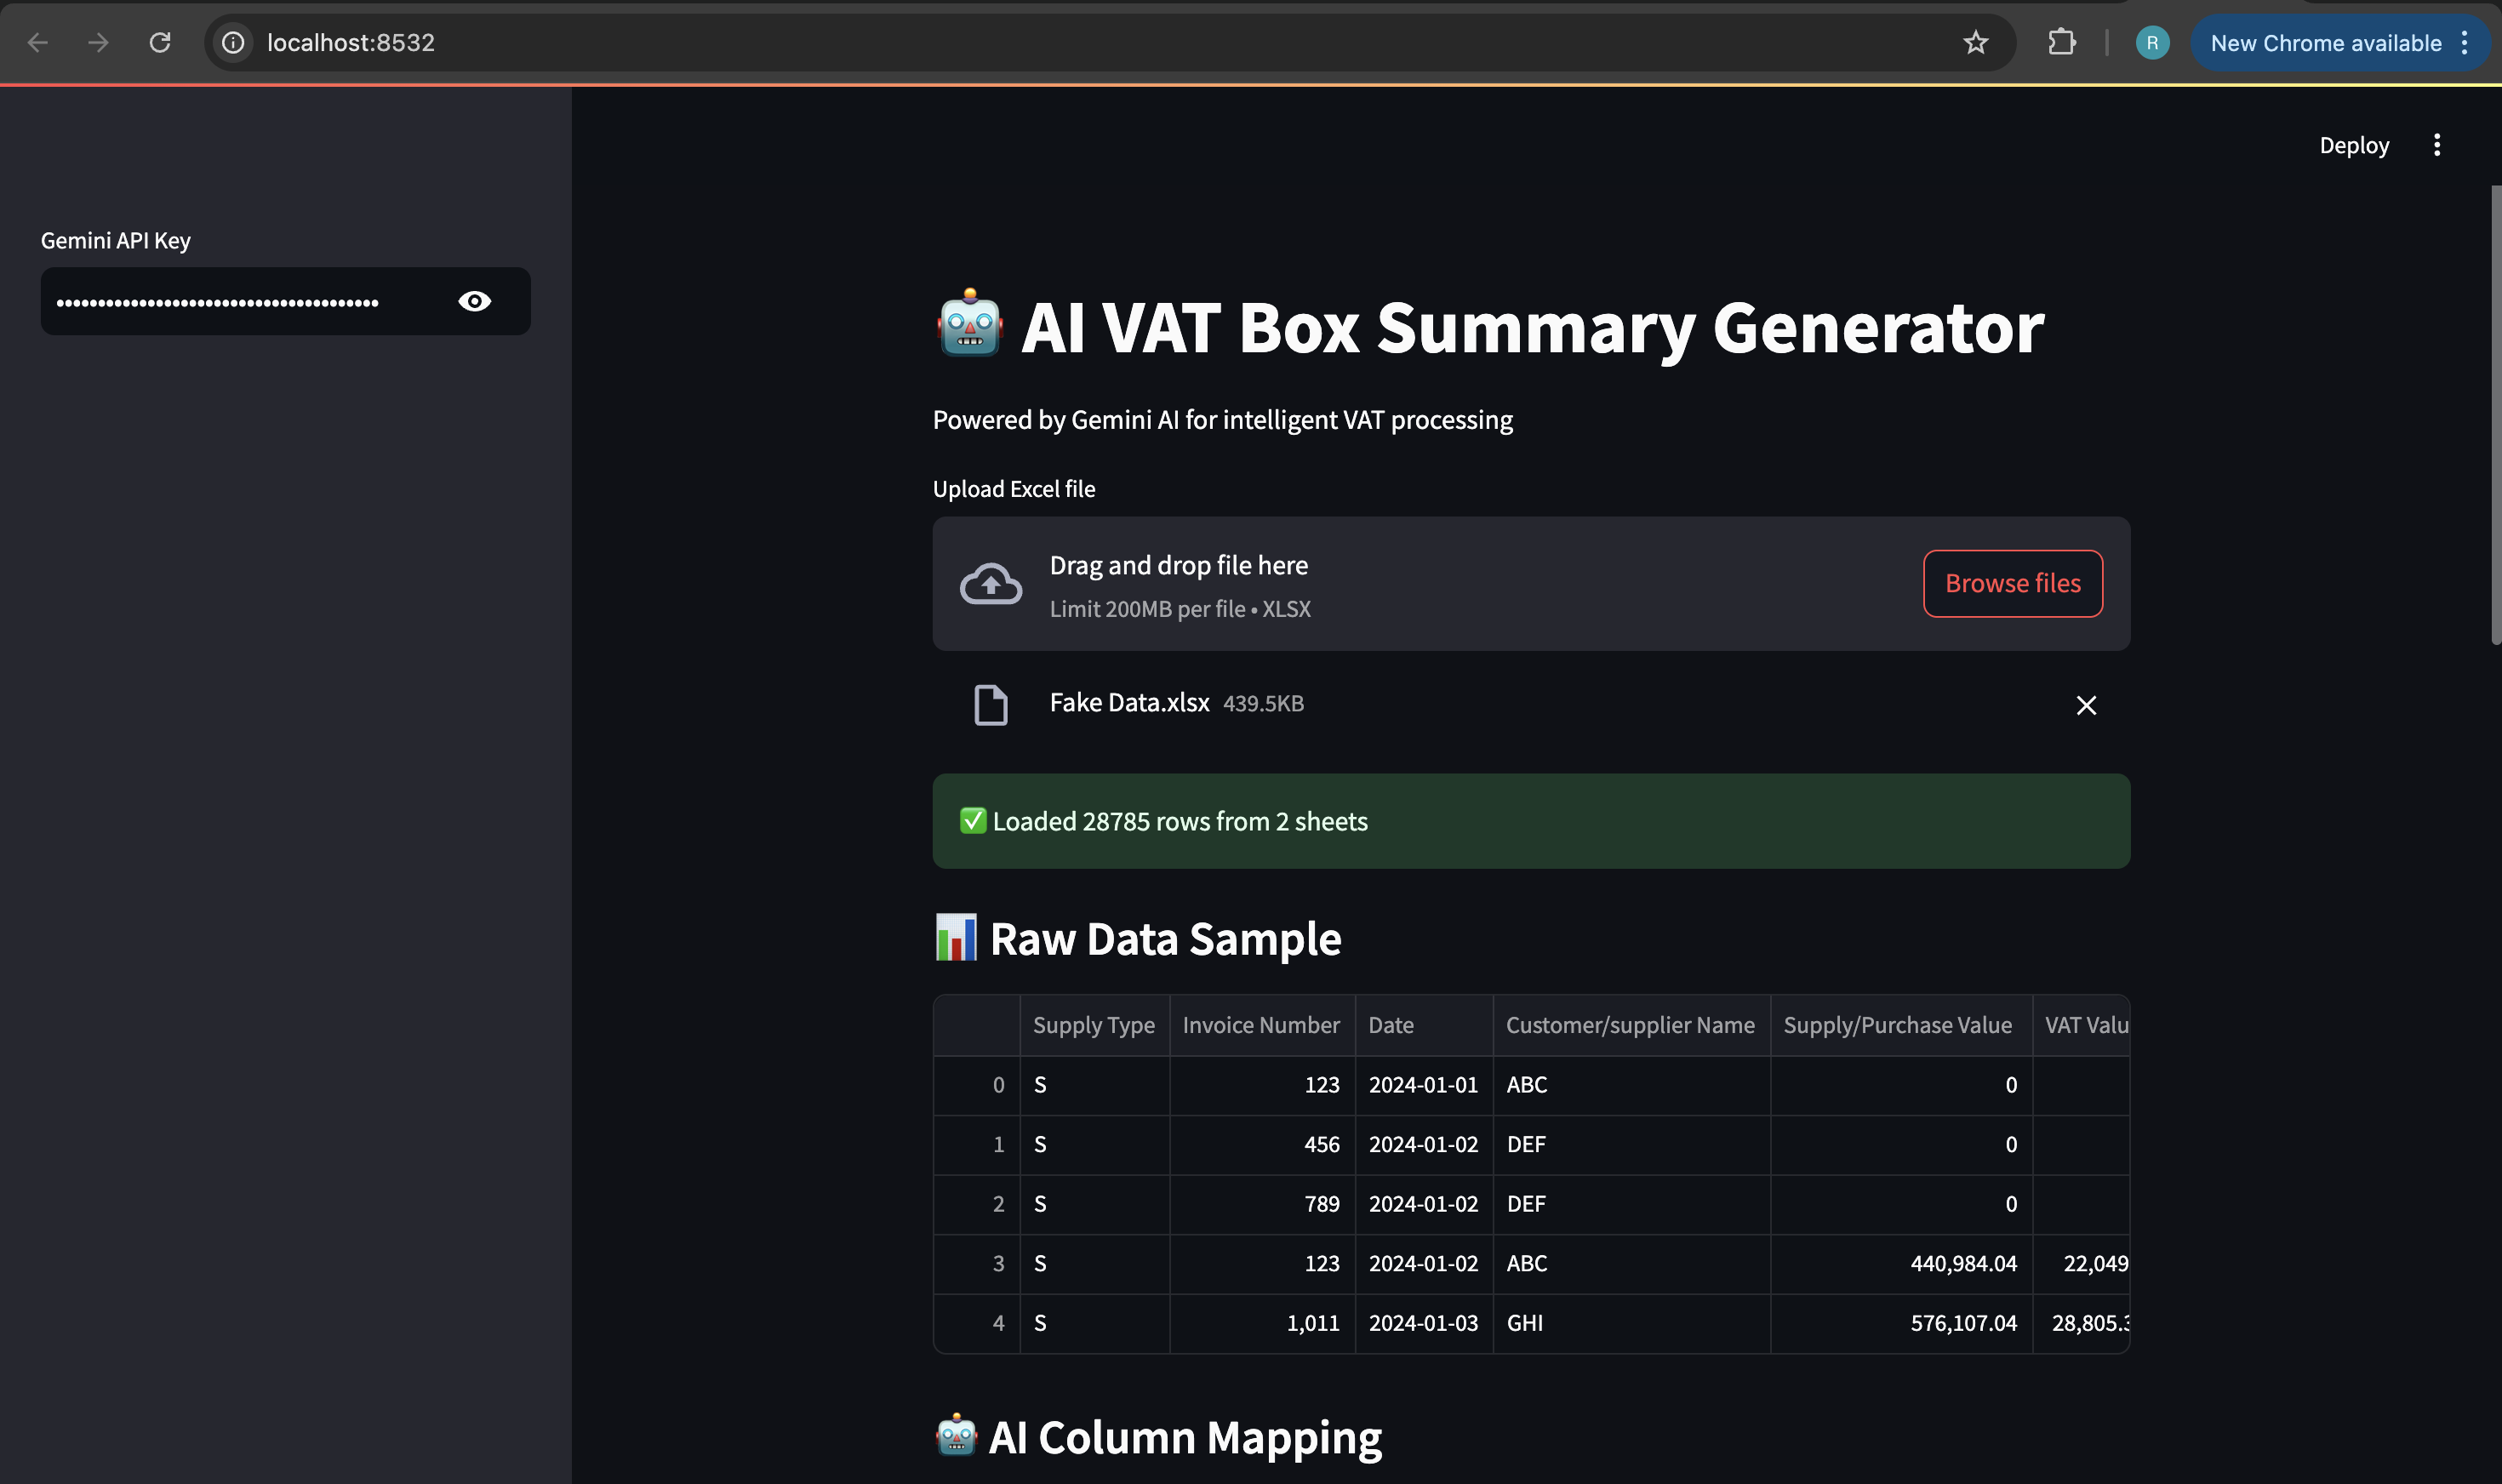 localhost:8532
R
New Chrome available
Deploy
Gemini API Key
••••••••••••••••••••••••••••••••••••••
🤖 AI VAT Box Summary Generator
Powered by Gemini AI for intelligent VAT processing
Upload Excel file
Drag and drop file here
Limit 200MB per file • XLSX
Browse files
Fake Data.xlsx 439.5KB
✅ Loaded 28785 rows from 2 sheets
📊 Raw Data Sample
Supply Type Invoice Number Date Customer/supplier Name Supply/Purchase Value VAT Valu
0 S 123 2024-01-01 ABC 0
1 S 456 2024-01-02 DEF 0
2 S 789 2024-01-02 DEF 0
3 S 123 2024-01-02 ABC 440,984.04 22,049
4 S 1,011 2024-01-03 GHI 576,107.04 28,805.3
🤖 AI Column Mapping